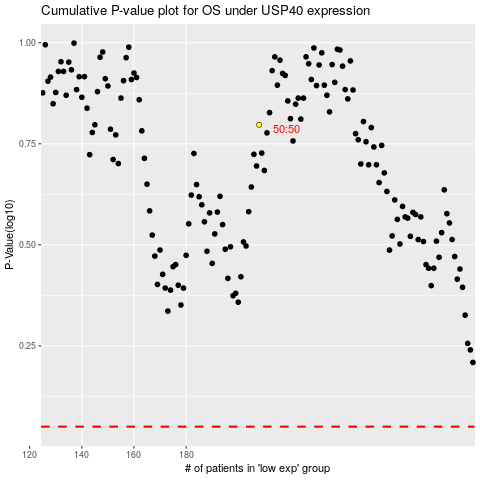 Cumulative P-value plot for OS under USP40 expression
P-Value(log10)
1.00
0.75
0.50
0.25
50:50
120 140 160 180
# of patients in 'low exp' group